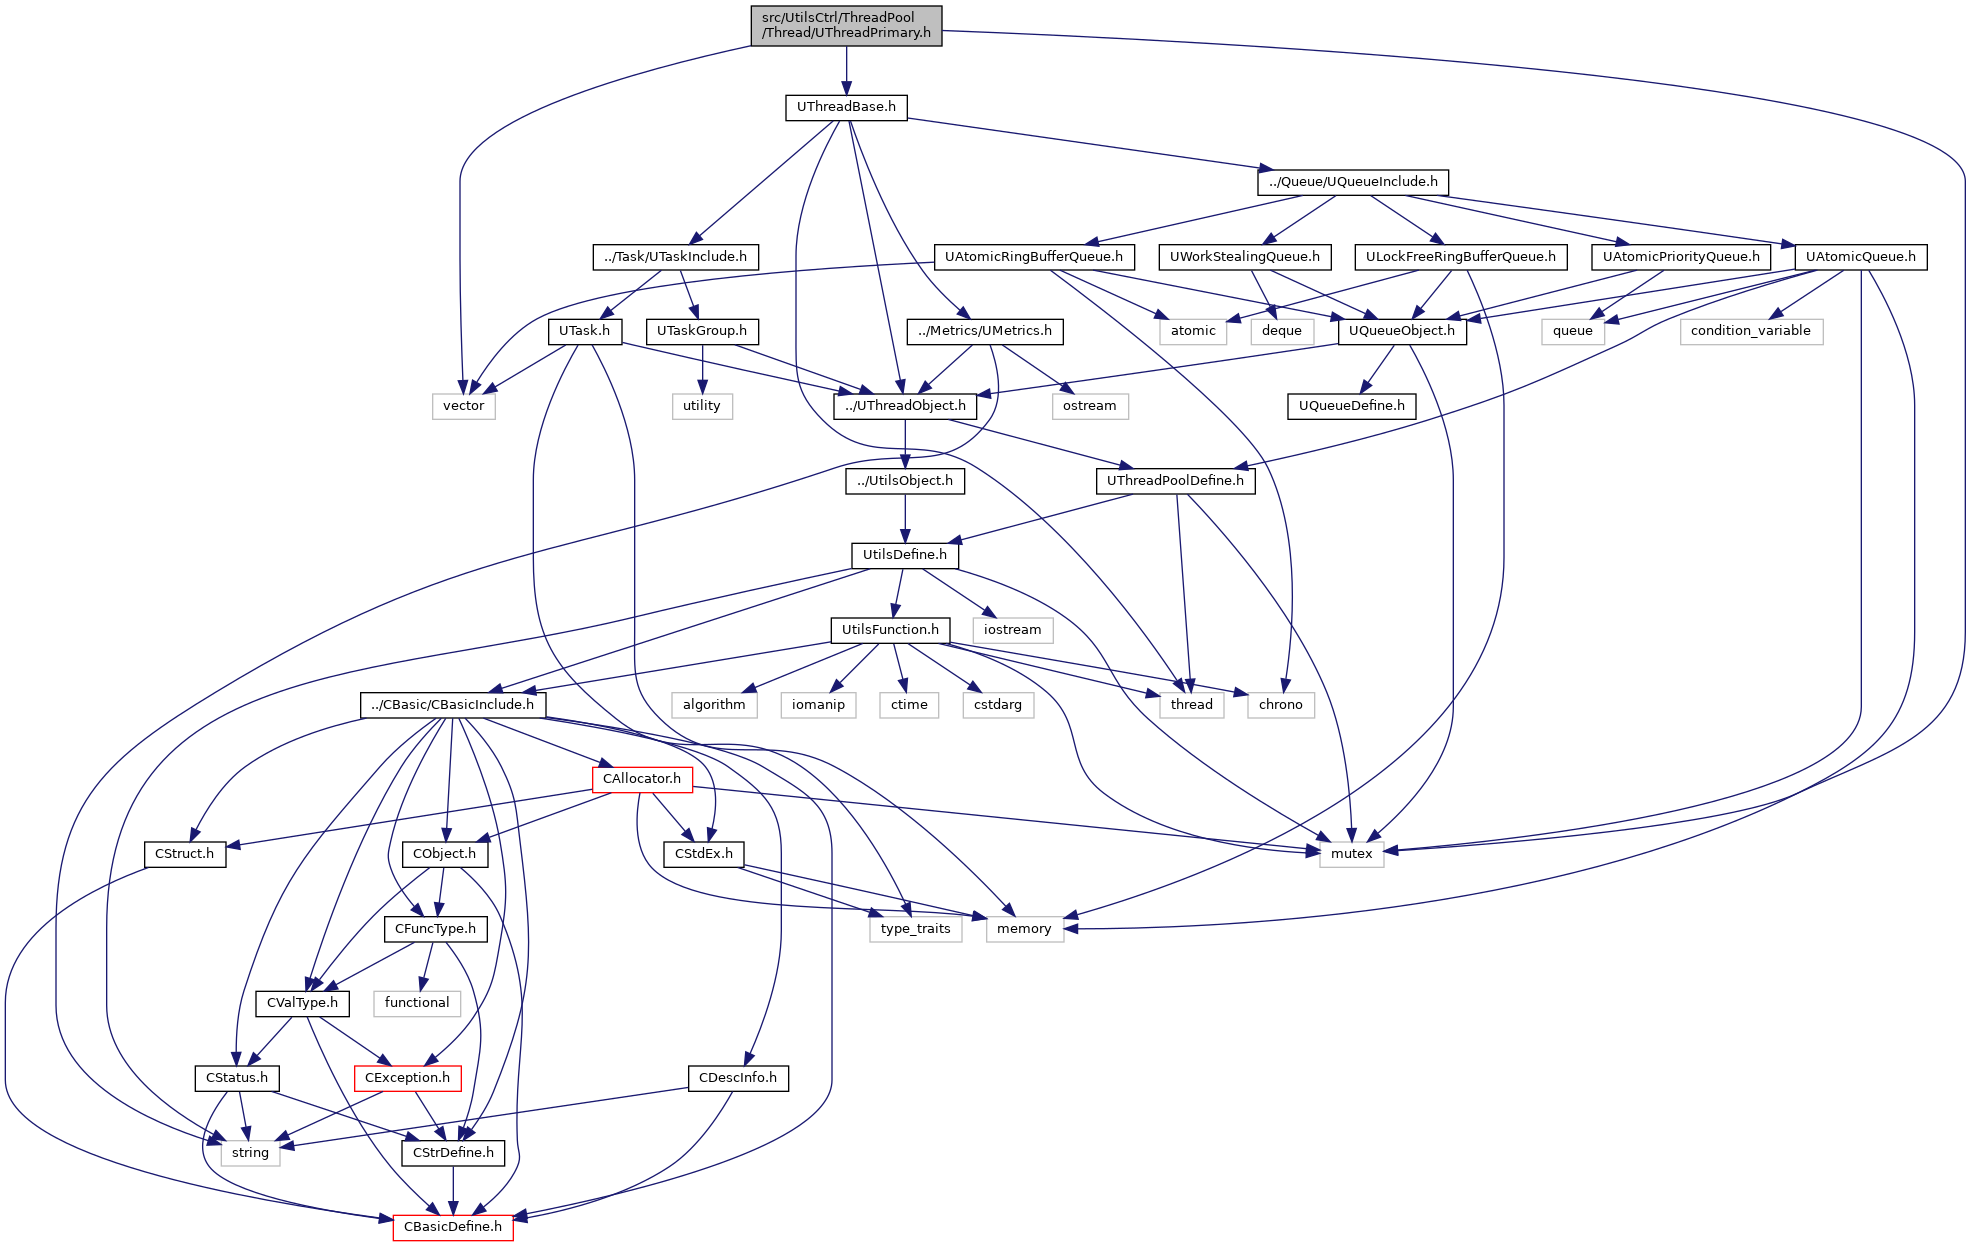 src/UtilsCtrl/ThreadPool
/Thread/UThreadPrimary.h
UThreadBase.h
../Queue/UQueueInclude.h
../Task/UTaskInclude.h
UAtomicRingBufferQueue.h
UWorkStealingQueue.h
ULockFreeRingBufferQueue.h
UAtomicPriorityQueue.h
UAtomicQueue.h
UTask.h
UTaskGroup.h
../Metrics/UMetrics.h
atomic
deque
UQueueObject.h
queue
condition_variable
vector
utility
../UThreadObject.h
ostream
UQueueDefine.h
../UtilsObject.h
UThreadPoolDefine.h
UtilsDefine.h
UtilsFunction.h
iostream
../CBasic/CBasicInclude.h
algorithm
iomanip
ctime
cstdarg
thread
chrono
CAllocator.h
CStruct.h
CObject.h
CStdEx.h
mutex
CFuncType.h
type_traits
memory
CValType.h
functional
CStatus.h
CException.h
CDescInfo.h
string
CStrDefine.h
CBasicDefine.h